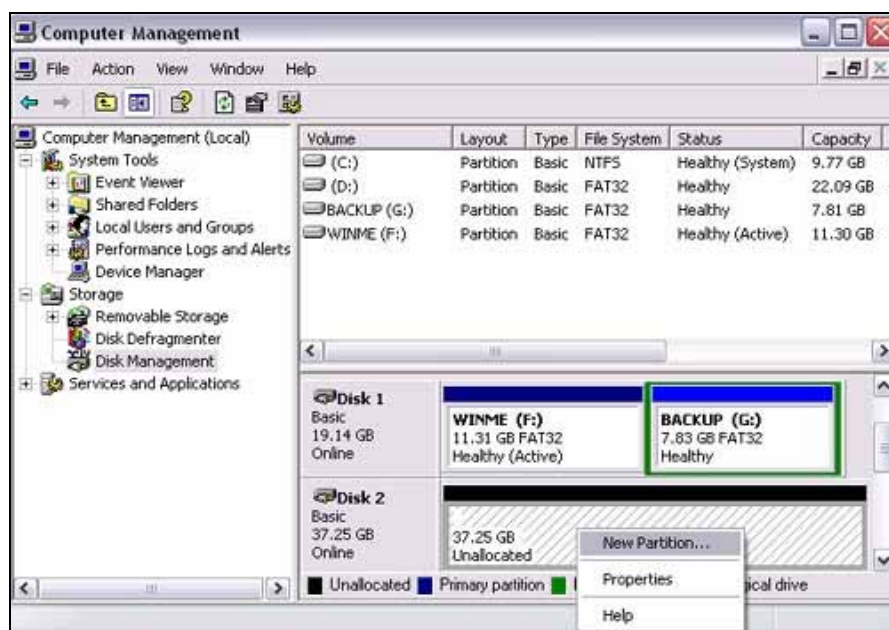 Computer Management
File Action View Window Help
Computer Management (Local)
System Tools
Event Viewer
Shared Folders
Local Users and Groups
Performance Logs and Alerts
Device Manager
Storage
Removable Storage
Disk Defragmenter
Disk Management
Services and Applications
Volume Layout Type File System Status Capacity
(C:) Partition Basic NTFS Healthy (System) 9.77 GB
(D:) Partition Basic FAT32 Healthy 22.09 GB
BACKUP (G:) Partition Basic FAT32 Healthy 7.81 GB
WINME (F:) Partition Basic FAT32 Healthy (Active) 11.30 GB
Disk 1
Basic
19.14 GB
Online
WINME (F:)
11.31 GB FAT32
Healthy (Active)
BACKUP (G:)
7.83 GB FAT32
Healthy
Disk 2
Basic
37.25 GB
Online
37.25 GB
Unallocated
New Partition...
Properties
Help
Unallocated Primary partition ical drive